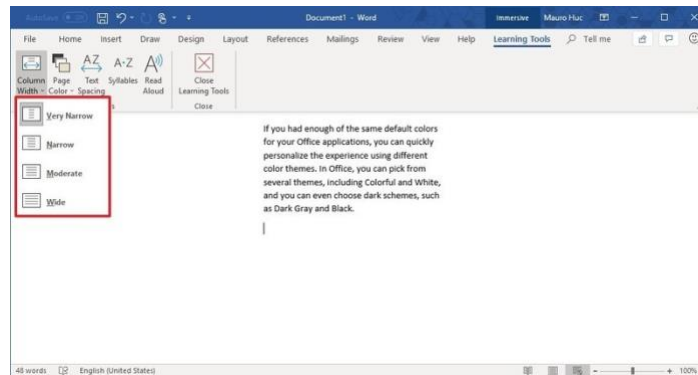 AutoSave
Document1 - Word
Immersive
Mauro Huc
File Home Insert Draw Design Layout References Mailings Review View Help Learning Tools Tell me
Column Width
Page Color
Text Spacing
Syllables
Read Aloud
Close Learning Tools
Close
Very Narrow
Narrow
Moderate
Wide
If you had enough of the same default colors
for your Office applications, you can quickly
personalize the experience using different
color themes. In Office, you can pick from
several themes, including Colorful and White,
and you can even choose dark schemes, such
as Dark Gray and Black.
48 words English (United States) 100%